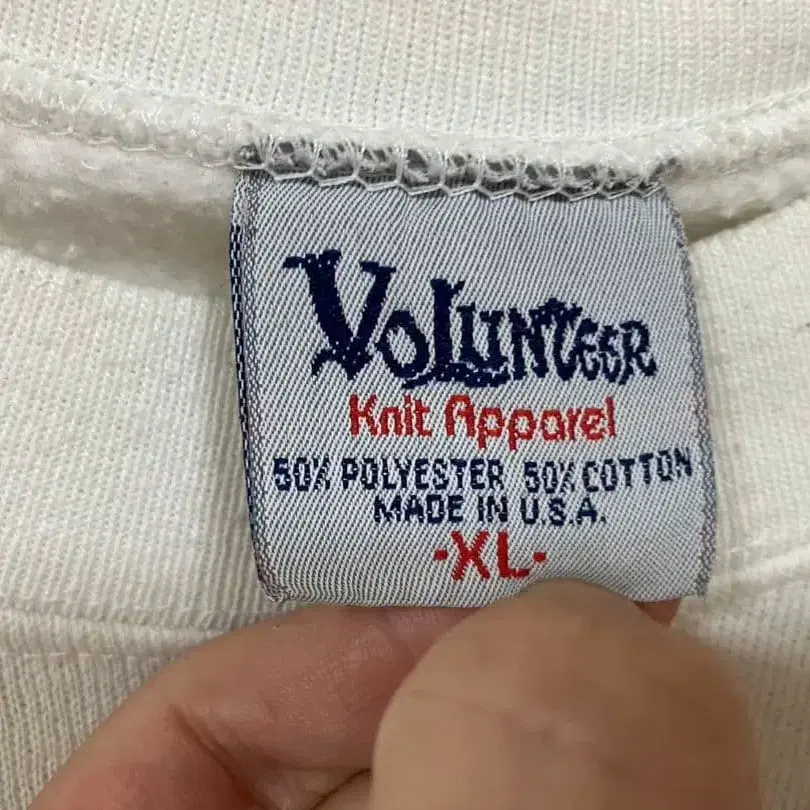 Volunteer
Knit Apparel
50% POLYESTER 50% COTTON
MADE IN U.S.A.
-XL-